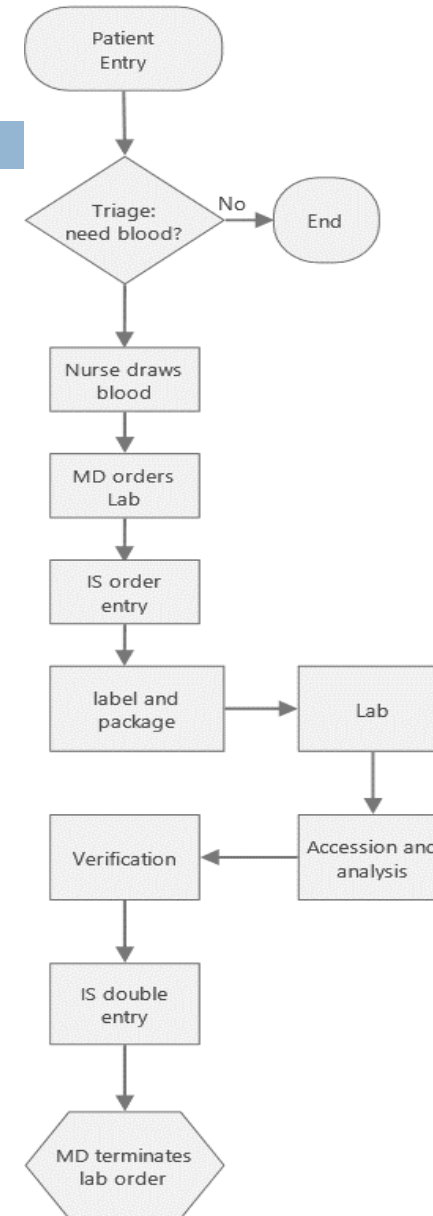 Patient
Entry
Triage:
need blood?
No
End
Nurse draws
blood
MD orders
Lab
IS order
entry
label and
package
Lab
Accession and
analysis
Verification
IS double
entry
MD terminates
lab order